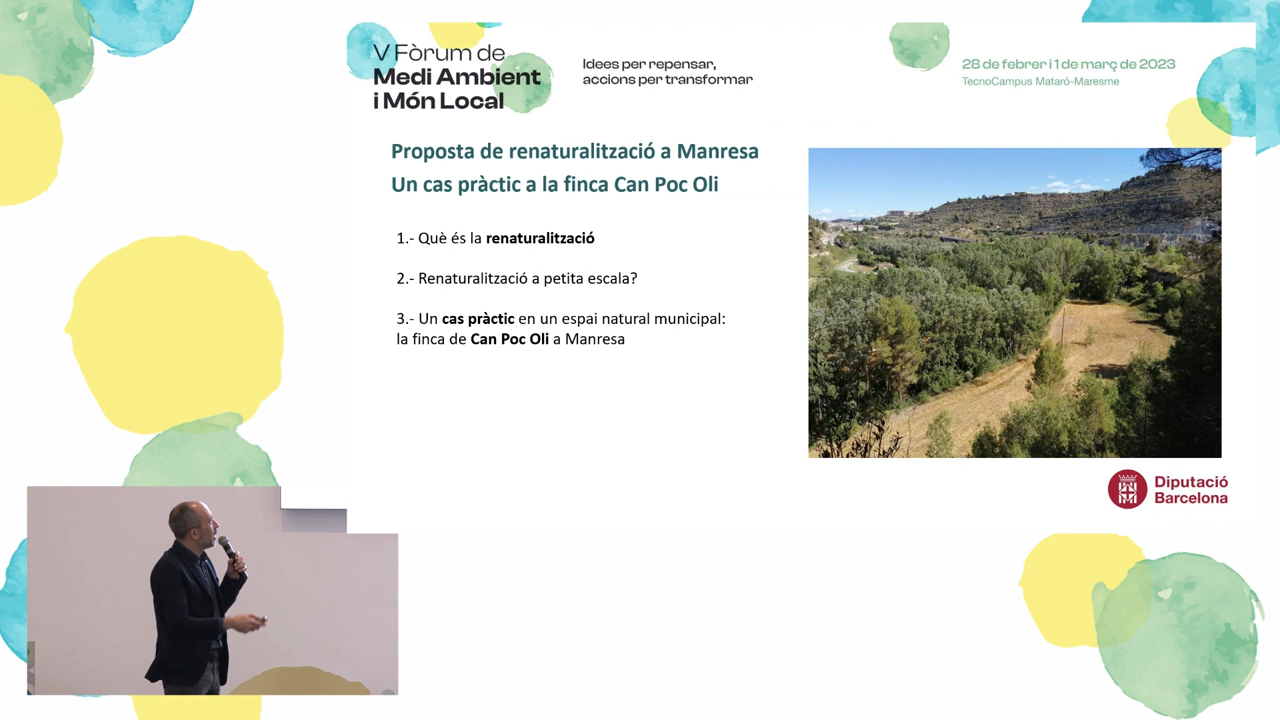 V Fòrum de
Medi Ambient
i Món Local
Idees per repensar,
accions per transformar
28 de febrer i 1 de març de 2023
TecnoCampus Mataró-Maresme
Proposta de renaturalització a Manresa
Un cas pràctic a la finca Can Poc Oli
1.- Què és la renaturalització
2.- Renaturalització a petita escala?
3.- Un cas pràctic en un espai natural municipal:
la finca de Can Poc Oli a Manresa
Diputació
Barcelona